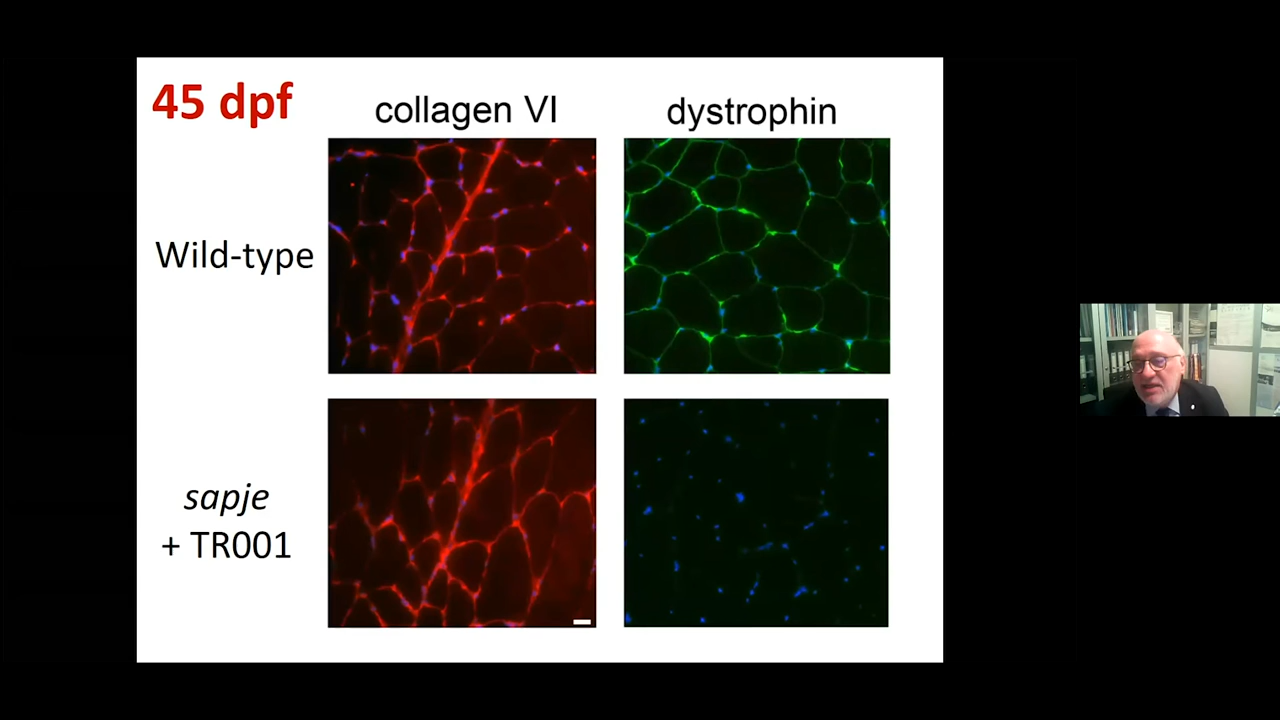 45 dpf
collagen VI
dystrophin
Wild-type
sapje
+ TR001